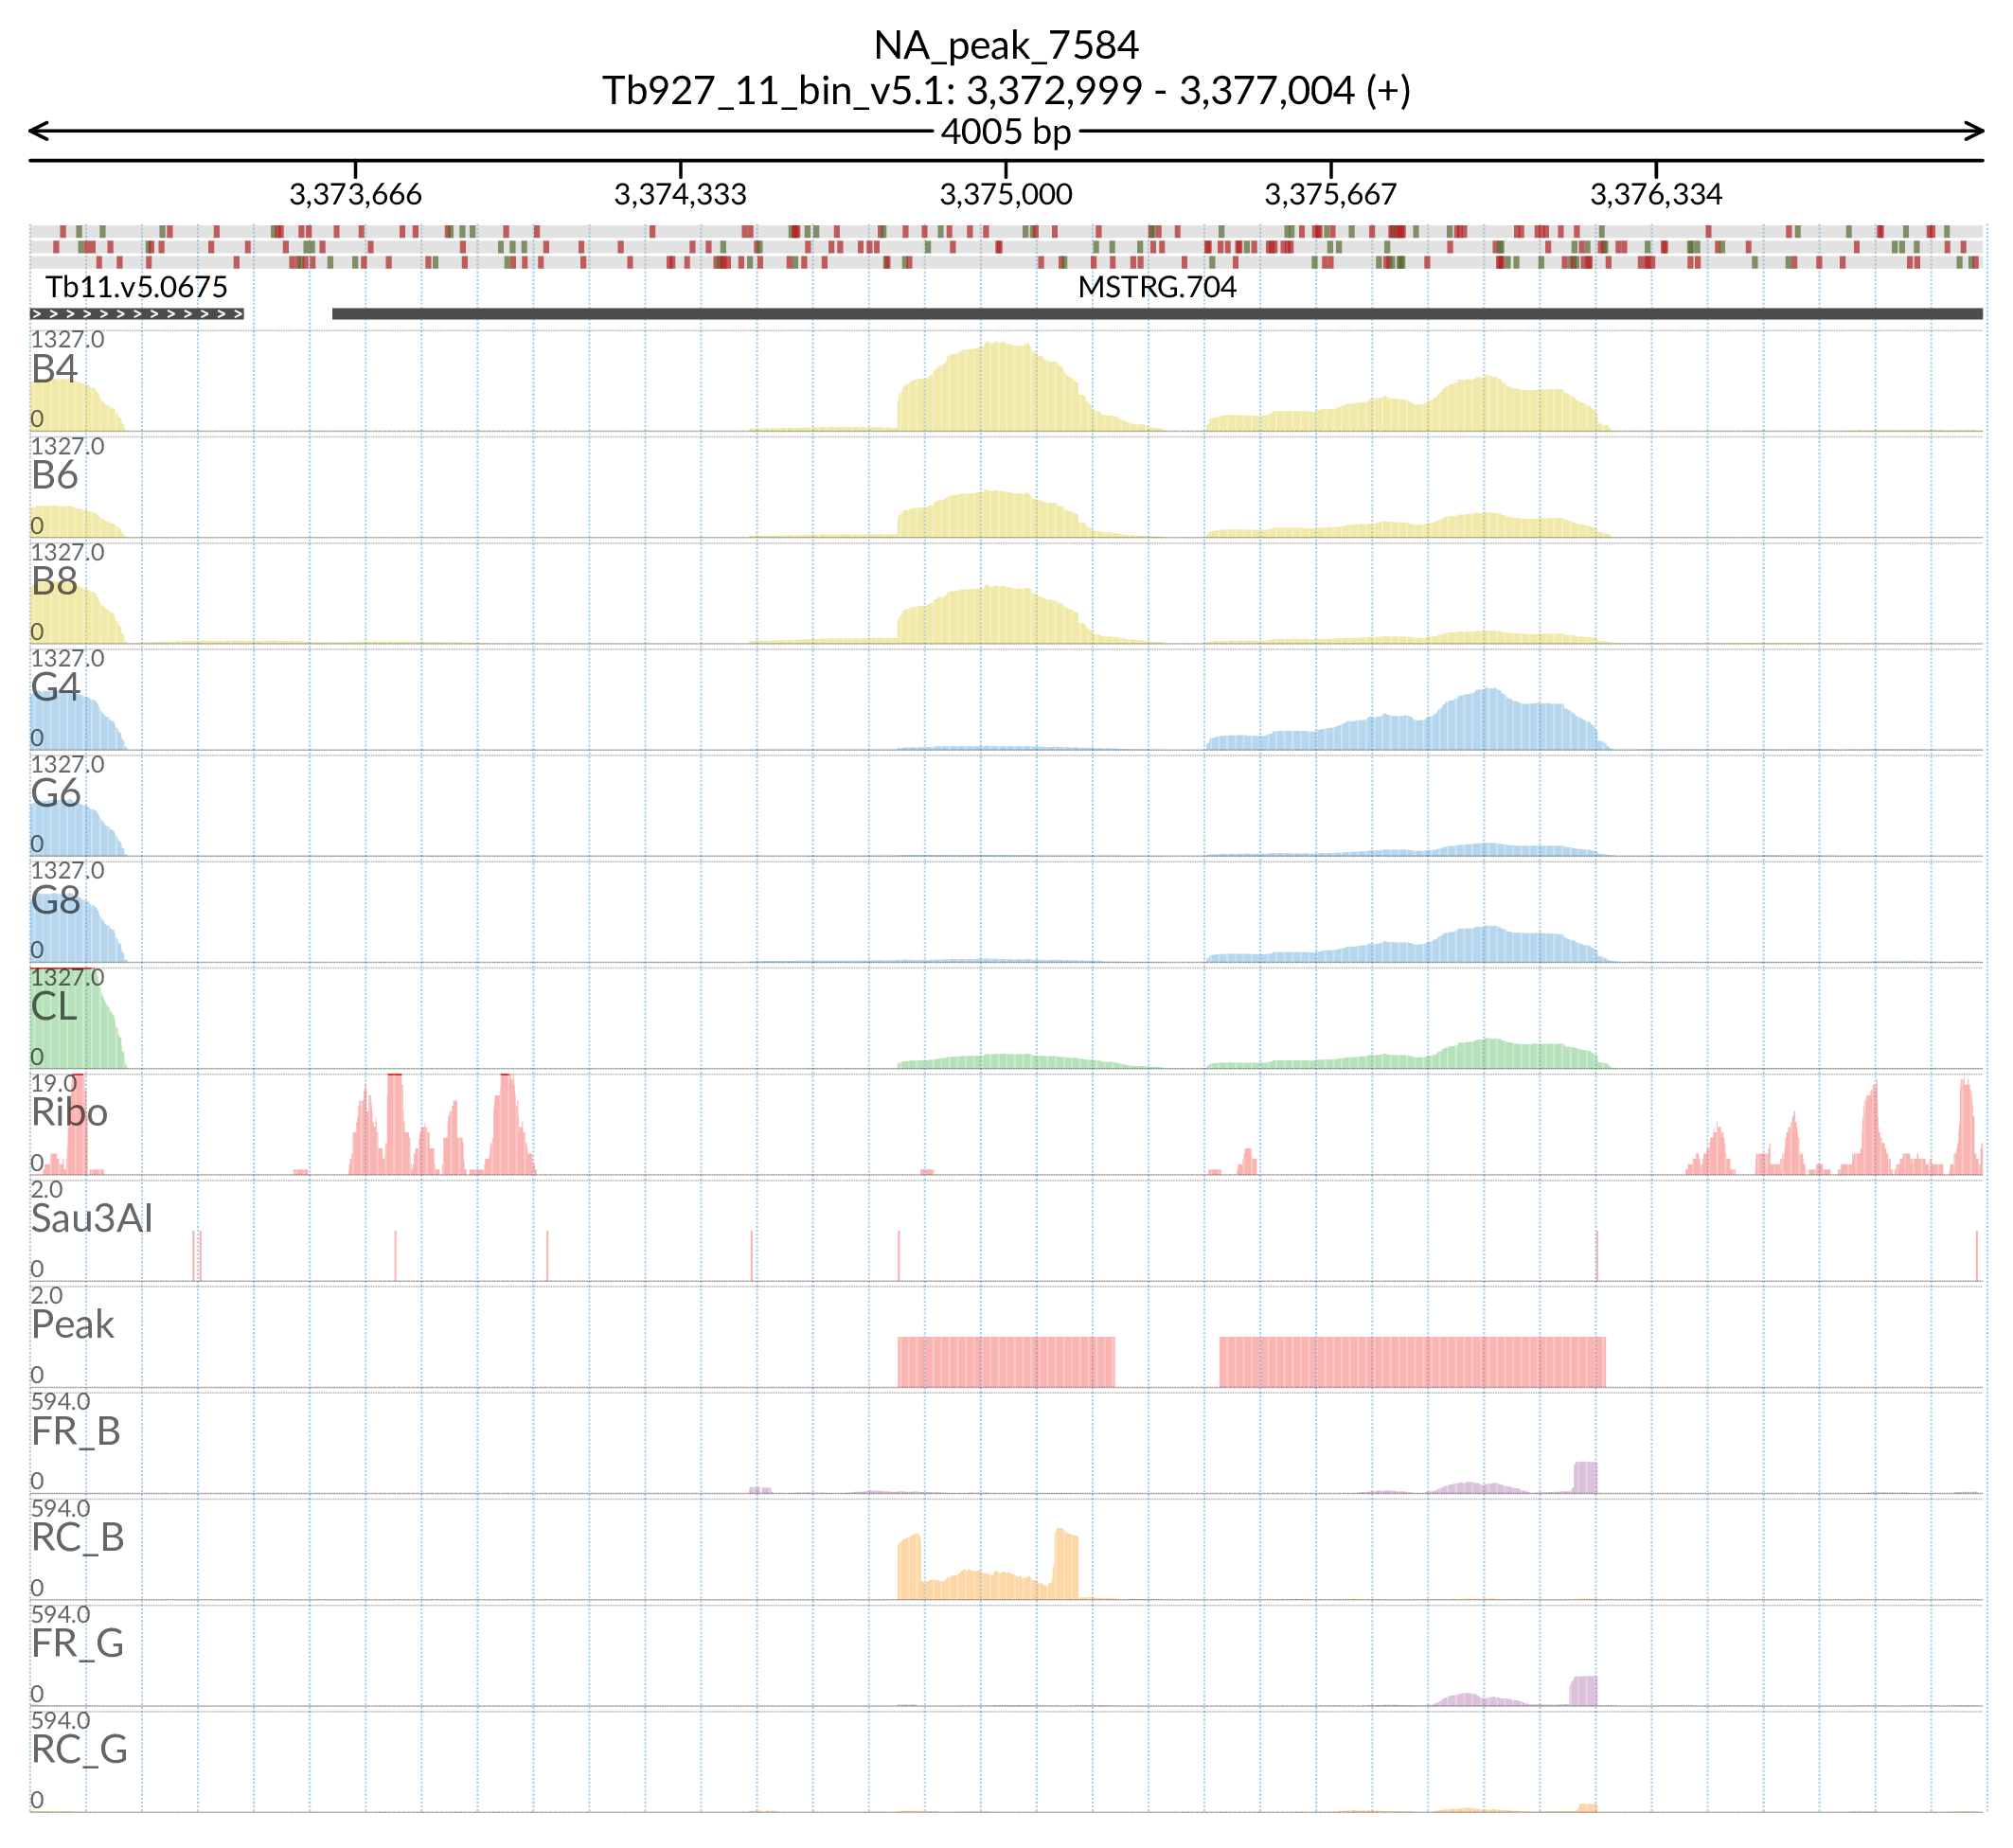 NA_peak_7584
Tb927_11_bin_v5.1: 3,372,999 - 3,377,004 (+)
4005 bp
3,373,666 3,374,333 3,375,000 3,375,667 3,376,334
Tb11.v5.0675 MSTRG.704
1327.0
B4
0
1327.0
B6
0
1327.0
B8
0
1327.0
G4
0
1327.0
G6
0
1327.0
G8
0
1327.0
CL
0
19.0
Ribo
0
2.0
Sau3AI
0
2.0
Peak
0
594.0
FR_B
0
594.0
RC_B
0
594.0
FR_G
0
594.0
RC_G
0